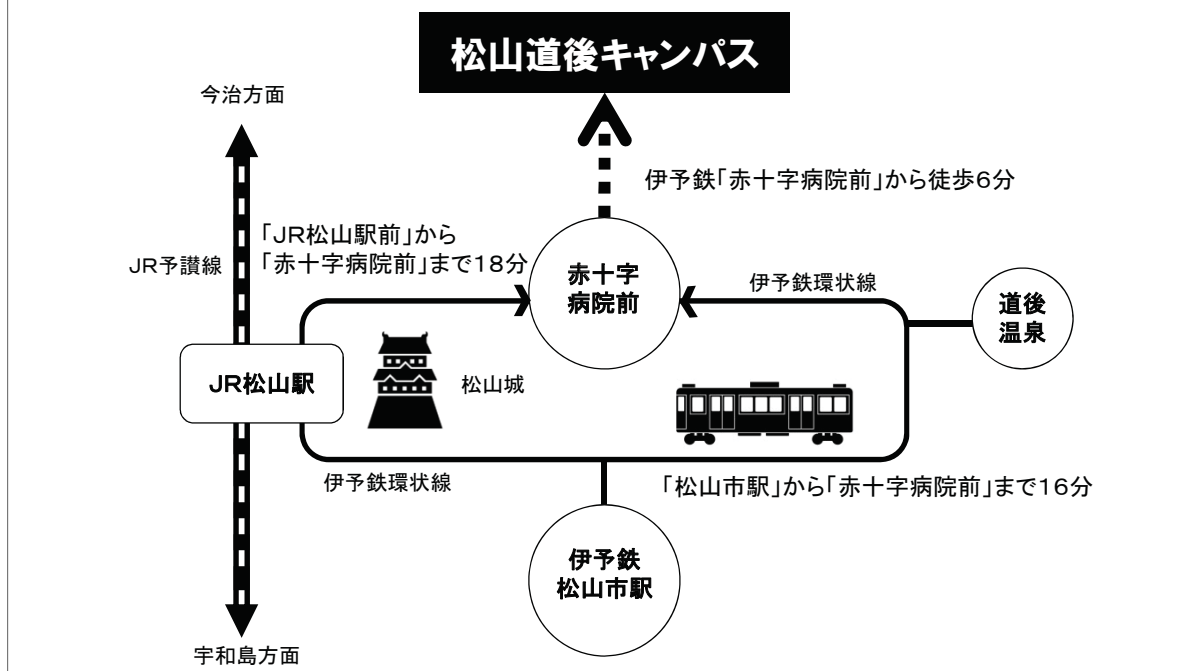 松山道後キャンパス
今治方面
伊予鉄「赤十字病院前」から徒歩6分
「JR松山駅前」から
「赤十字病院前」まで18分
JR予讃線
赤十字
病院前
伊予鉄環状線
道後
温泉
JR松山駅
松山城
伊予鉄環状線
「松山市駅」から「赤十字病院前」まで16分
伊予鉄
松山市駅
宇和島方面